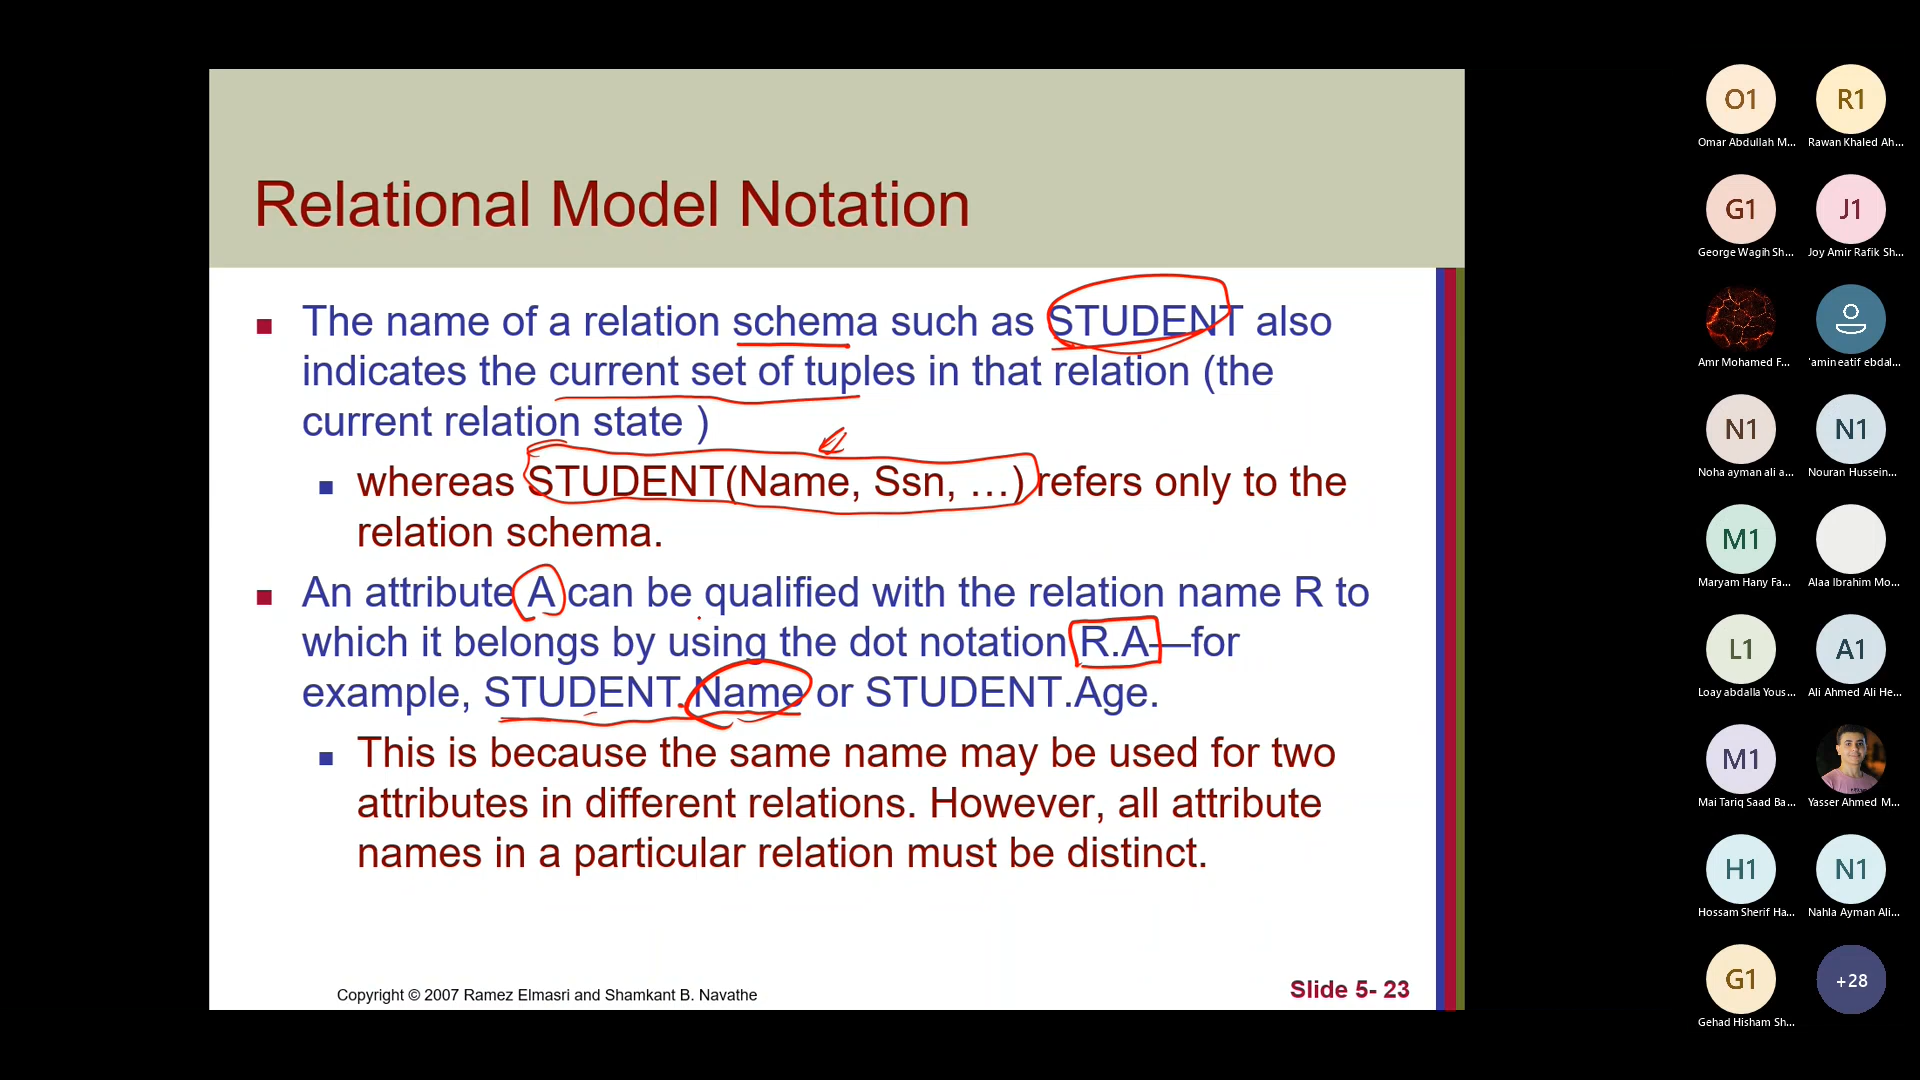 Relational Model Notation
The name of a relation schema such as STUDENT also
indicates the current set of tuples in that relation (the
current relation state )
whereas STUDENT(Name, Ssn, …) refers only to the
relation schema.
An attribute A can be qualified with the relation name R to
which it belongs by using the dot notation R.A—for
example, STUDENT.Name or STUDENT.Age.
This is because the same name may be used for two
attributes in different relations. However, all attribute
names in a particular relation must be distinct.
Copyright © 2007 Ramez Elmasri and Shamkant B. Navathe
Slide 5- 23
O1 R1
Omar Abdullah M... Rawan Khaled Ah...
G1 J1
George Wagih Sh... Joy Amir Rafik Sh...
Amr Mohamed F... 'amin eatif ebdal...
N1 N1
Noha ayman ali a... Nouran Hussein...
M1
Maryam Hany Fa... Alaa Ibrahim Mo...
L1 A1
Loay abdalla Yous... Ali Ahmed Ali He...
M1
Mai Tariq Saad Ba... Yasser Ahmed M...
H1 N1
Hossam Sherif Ha... Nahla Ayman Ali...
G1 +28
Gehad Hisham Sh...